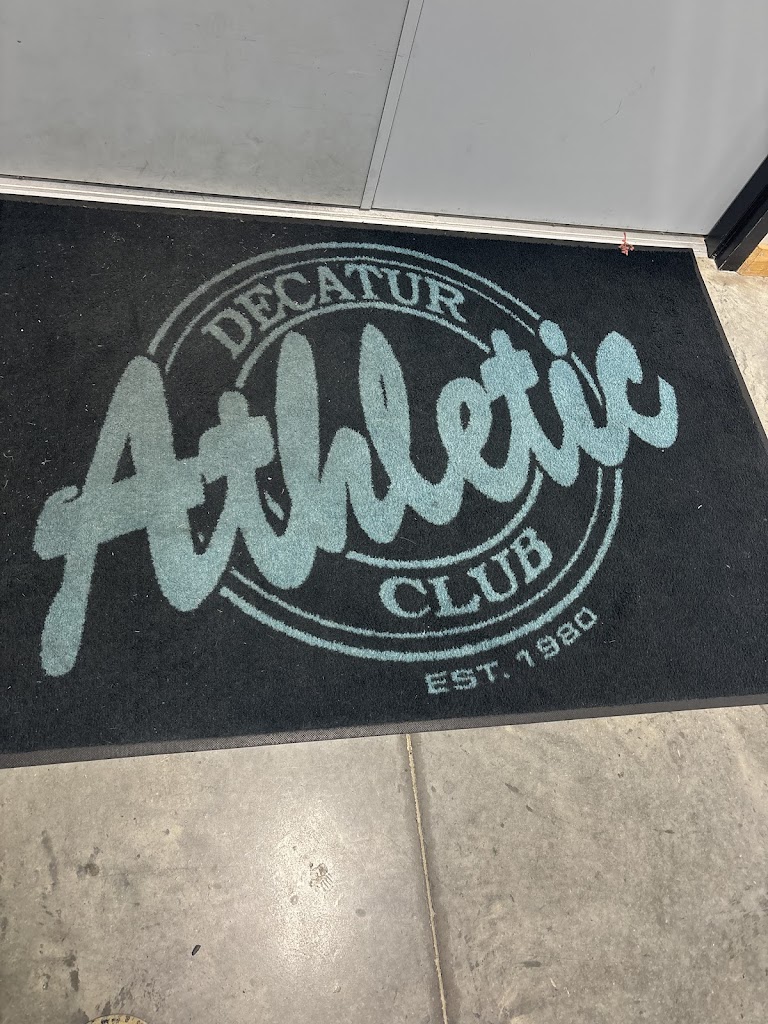 DECATUR
Athletic
CLUB
EST. 1980